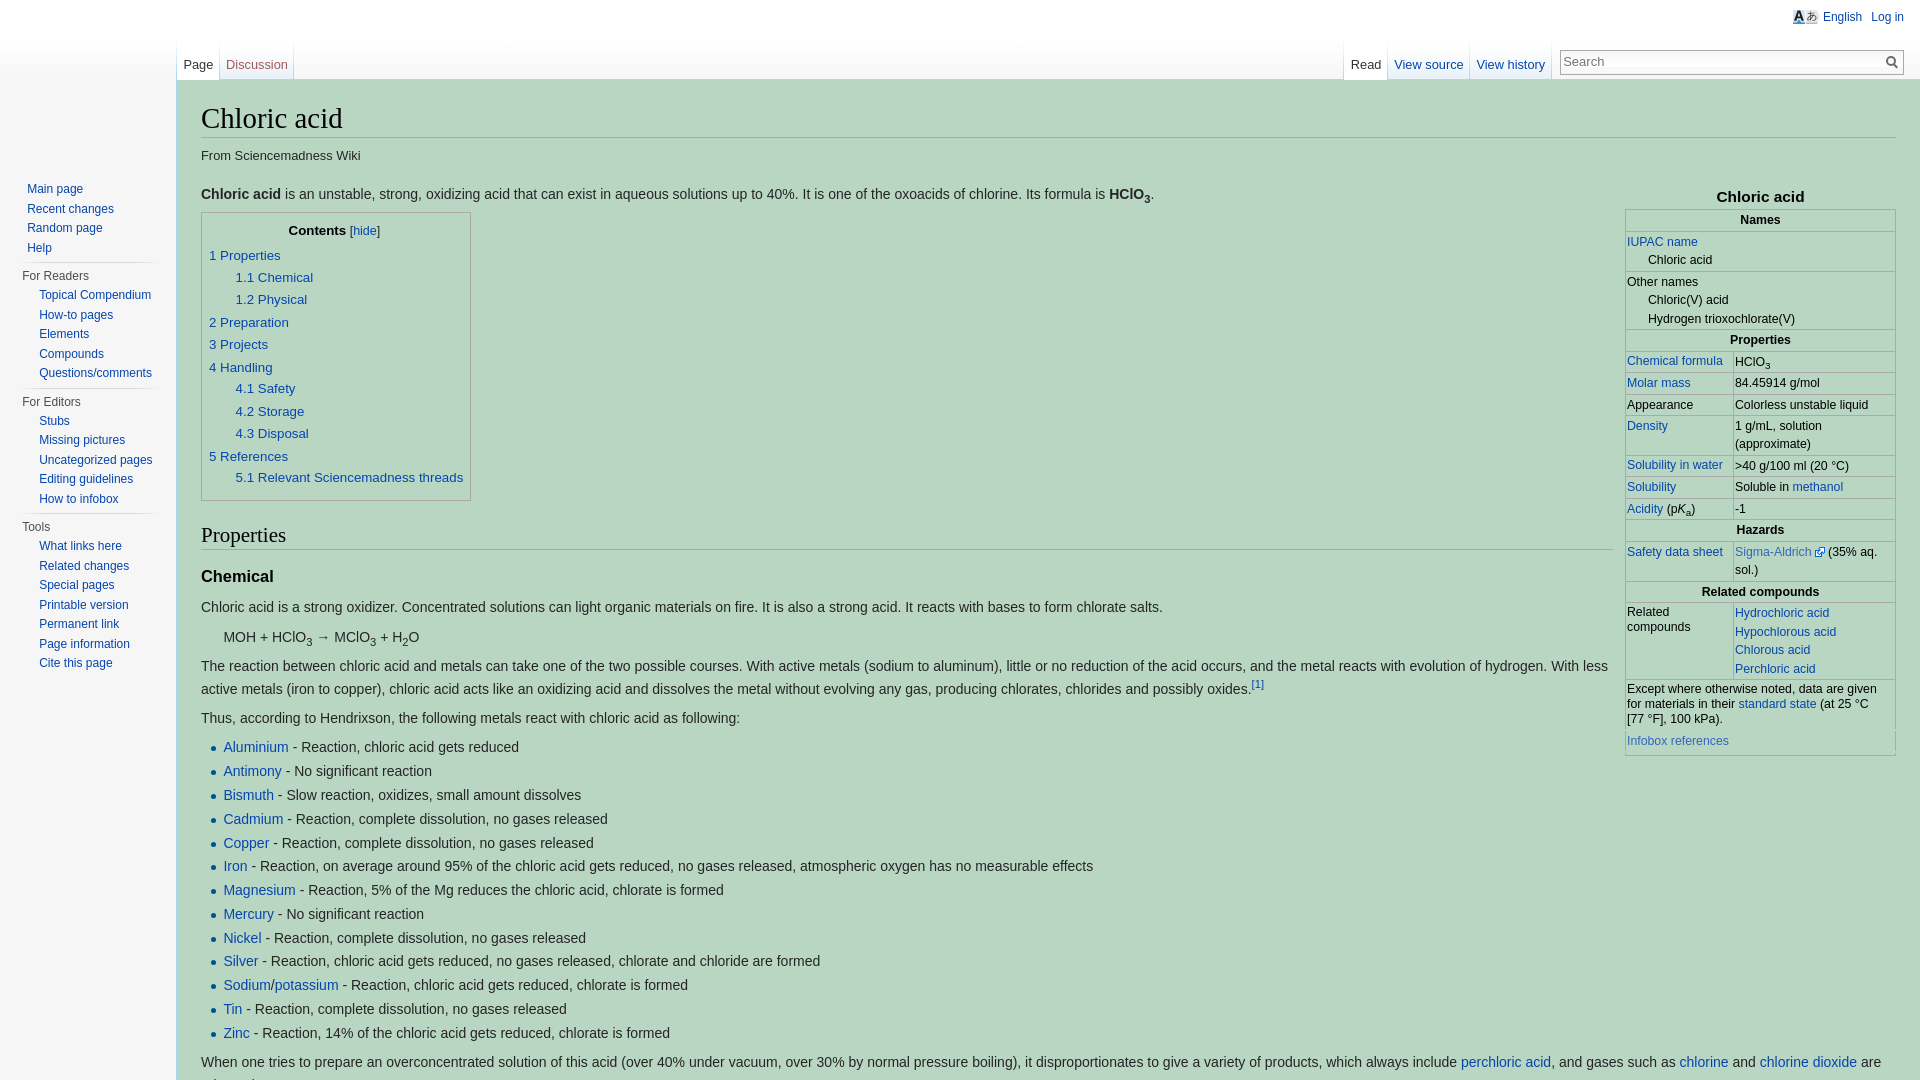 English Log in
Page Discussion Read View source View history Search
Chloric acid
From Sciencemadness Wiki
Main page
Recent changes
Random page
Help
For Readers
Topical Compendium
How-to pages
Elements
Compounds
Questions/comments
For Editors
Stubs
Missing pictures
Uncategorized pages
Editing guidelines
How to infobox
Tools
What links here
Related changes
Special pages
Printable version
Permanent link
Page information
Cite this page
Chloric acid is an unstable, strong, oxidizing acid that can exist in aqueous solutions up to 40%. It is one of the oxoacids of chlorine. Its formula is HClO3.
Contents [hide]
1 Properties
1.1 Chemical
1.2 Physical
2 Preparation
3 Projects
4 Handling
4.1 Safety
4.2 Storage
4.3 Disposal
5 References
5.1 Relevant Sciencemadness threads
Chloric acid
Names
IUPAC name
Chloric acid
Other names
Chloric(V) acid
Hydrogen trioxochlorate(V)
Properties
Chemical formula HClO3
Molar mass 84.45914 g/mol
Appearance Colorless unstable liquid
Density 1 g/mL, solution
(approximate)
Solubility in water >40 g/100 ml (20 °C)
Solubility Soluble in methanol
Acidity (pKa) -1
Hazards
Safety data sheet Sigma-Aldrich (35% aq.
sol.)
Related compounds
Related
compounds
Hydrochloric acid
Hypochlorous acid
Chlorous acid
Perchloric acid
Except where otherwise noted, data are given
for materials in their standard state (at 25 °C
[77 °F], 100 kPa).
Infobox references
Properties
Chemical
Chloric acid is a strong oxidizer. Concentrated solutions can light organic materials on fire. It is also a strong acid. It reacts with bases to form chlorate salts.
MOH + HClO3 → MClO3 + H2O
The reaction between chloric acid and metals can take one of the two possible courses. With active metals (sodium to aluminum), little or no reduction of the acid occurs, and the metal reacts with evolution of hydrogen. With less
active metals (iron to copper), chloric acid acts like an oxidizing acid and dissolves the metal without evolving any gas, producing chlorates, chlorides and possibly oxides.[1]
Thus, according to Hendrixson, the following metals react with chloric acid as following:
Aluminium - Reaction, chloric acid gets reduced
Antimony - No significant reaction
Bismuth - Slow reaction, oxidizes, small amount dissolves
Cadmium - Reaction, complete dissolution, no gases released
Copper - Reaction, complete dissolution, no gases released
Iron - Reaction, on average around 95% of the chloric acid gets reduced, no gases released, atmospheric oxygen has no measurable effects
Magnesium - Reaction, 5% of the Mg reduces the chloric acid, chlorate is formed
Mercury - No significant reaction
Nickel - Reaction, complete dissolution, no gases released
Silver - Reaction, chloric acid gets reduced, no gases released, chlorate and chloride are formed
Sodium/potassium - Reaction, chloric acid gets reduced, chlorate is formed
Tin - Reaction, complete dissolution, no gases released
Zinc - Reaction, 14% of the chloric acid gets reduced, chlorate is formed
When one tries to prepare an overconcentrated solution of this acid (over 40% under vacuum, over 30% by normal pressure boiling), it disproportionates to give a variety of products, which always include perchloric acid, and gases such as chlorine and chlorine dioxide are